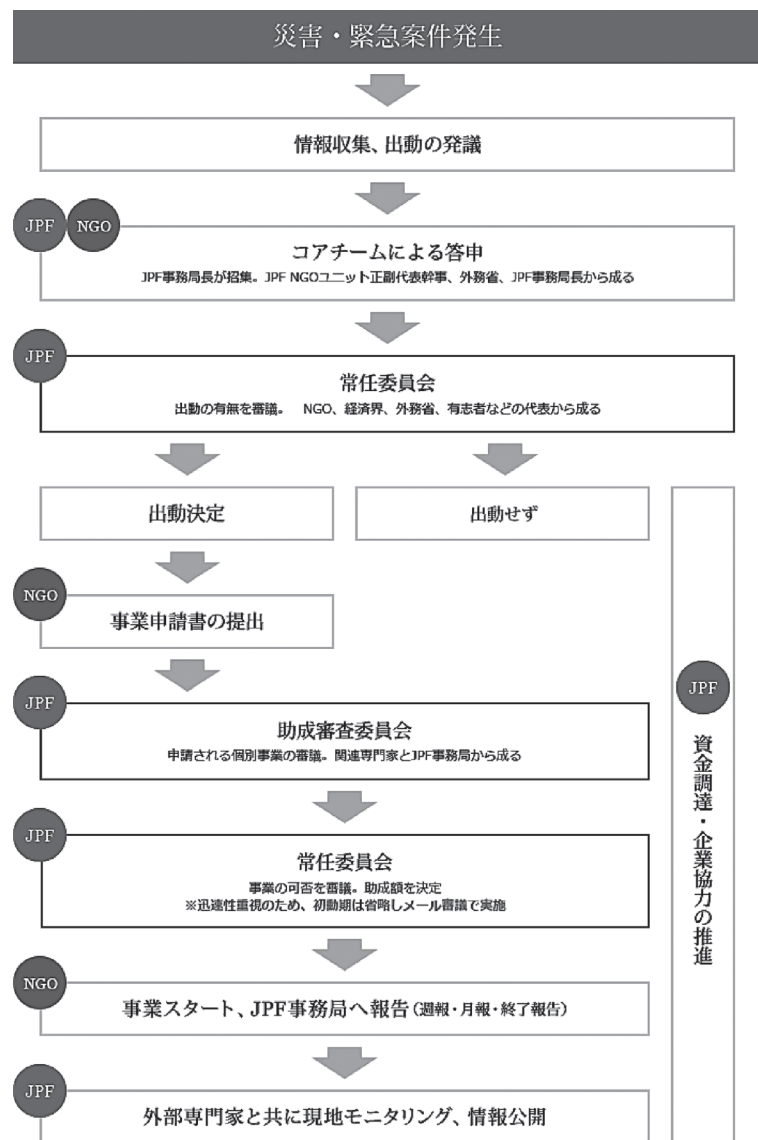 災害・緊急案件発生
情報収集、出動の発議
JPF
NGO
コアチームによる答申
JPF事務局長が招集。JPF NGOユニット正副代表幹事、外務省、JPF事務局長から成る
JPF
常任委員会
出動の有無を審議。 NGO、経済界、外務省、有志者などの代表から成る
出動決定
出動せず
NGO
事業申請書の提出
JPF
助成審査委員会
申請される個別事業の審議。関連専門家とJPF事務局から成る
JPF
常任委員会
事業の可否を審議。助成額を決定
※迅速性重視のため、初動期は省略しメール審議で実施
NGO
事業スタート、JPF事務局へ報告(週報・月報・終了報告)
JPF
外部専門家と共に現地モニタリング、情報公開
JPF
資金調達・企業協力の推進